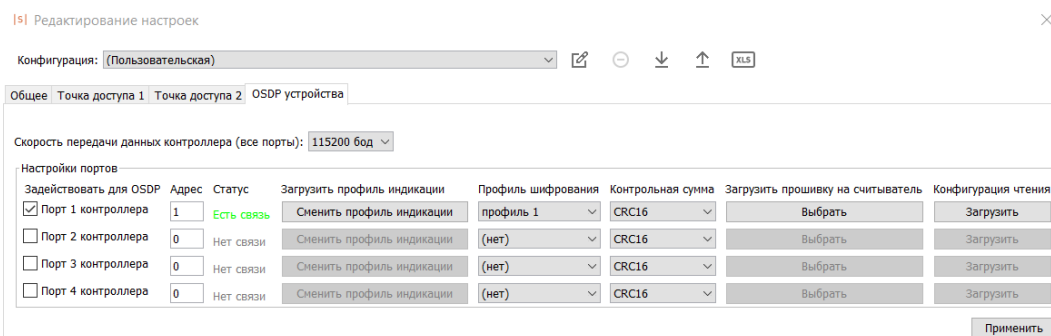 |s| Редактирование настроек
Конфигурация: (Пользовательская) XLS
Общее Точка доступа 1 Точка доступа 2 OSDP устройства
Скорость передачи данных контроллера (все порты): 115200 бод
Настройки портов
Задействовать для OSDP Адрес Статус Загрузить профиль индикации Профиль шифрования Контрольная сумма Загрузить прошивку на считыватель Конфигурация чтения
Порт 1 контроллера 1 Есть связь Сменить профиль индикации профиль 1 CRC16 Выбрать Загрузить
Порт 2 контроллера 0 Нет связи Сменить профиль индикации (нет) CRC16 Выбрать Загрузить
Порт 3 контроллера 0 Нет связи Сменить профиль индикации (нет) CRC16 Выбрать Загрузить
Порт 4 контроллера 0 Нет связи Сменить профиль индикации (нет) CRC16 Выбрать Загрузить
Применить